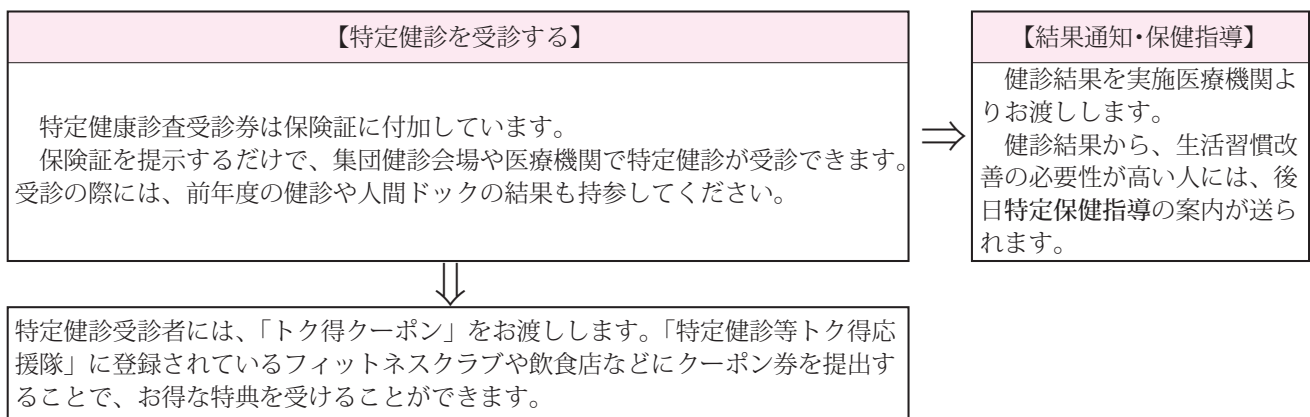 【特定健診を受診する】
特定健康診査受診券は保険証に付加しています。
保険証を提示するだけで、集団健診会場や医療機関で特定健診が受診できます。
受診の際には、前年度の健診や人間ドックの結果も持参してください。
⇒
【結果通知・保健指導】
健診結果を実施医療機関よ
りお渡しします。
健診結果から、生活習慣改
善の必要性が高い人には、後
日特定保健指導の案内が送ら
れます。
⇓
特定健診受診者には、「トク得クーポン」をお渡しします。「特定健診等トク得応
援隊」に登録されているフィットネスクラブや飲食店などにクーポン券を提出す
ることで、お得な特典を受けることができます。